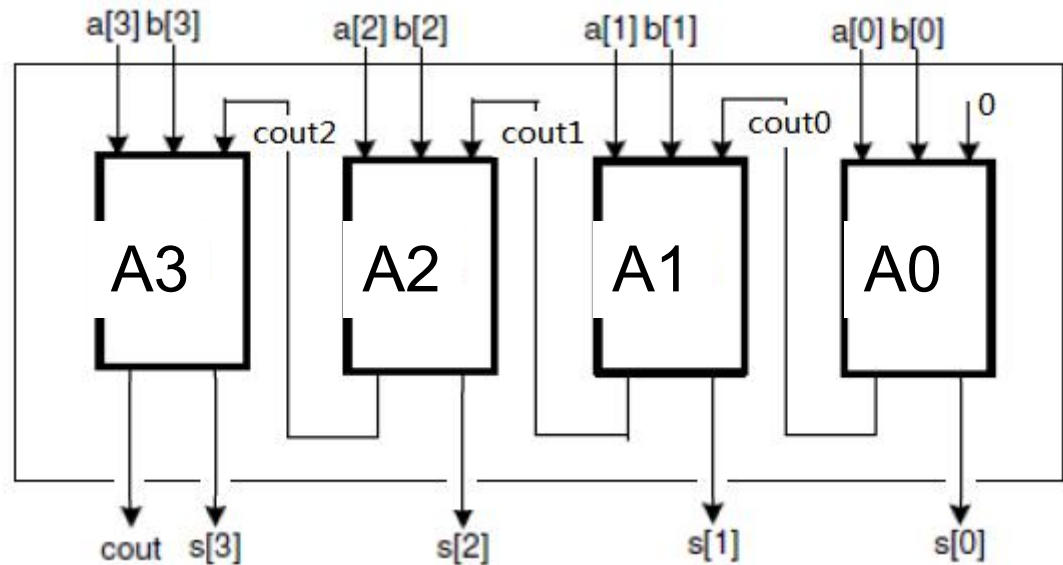 a[3] b[3] a[2] b[2] a[1] b[1] a[0] b[0]
cout2 cout1 cout0 0
A3 A2 A1 A0
cout s[3] s[2] s[1] s[0]